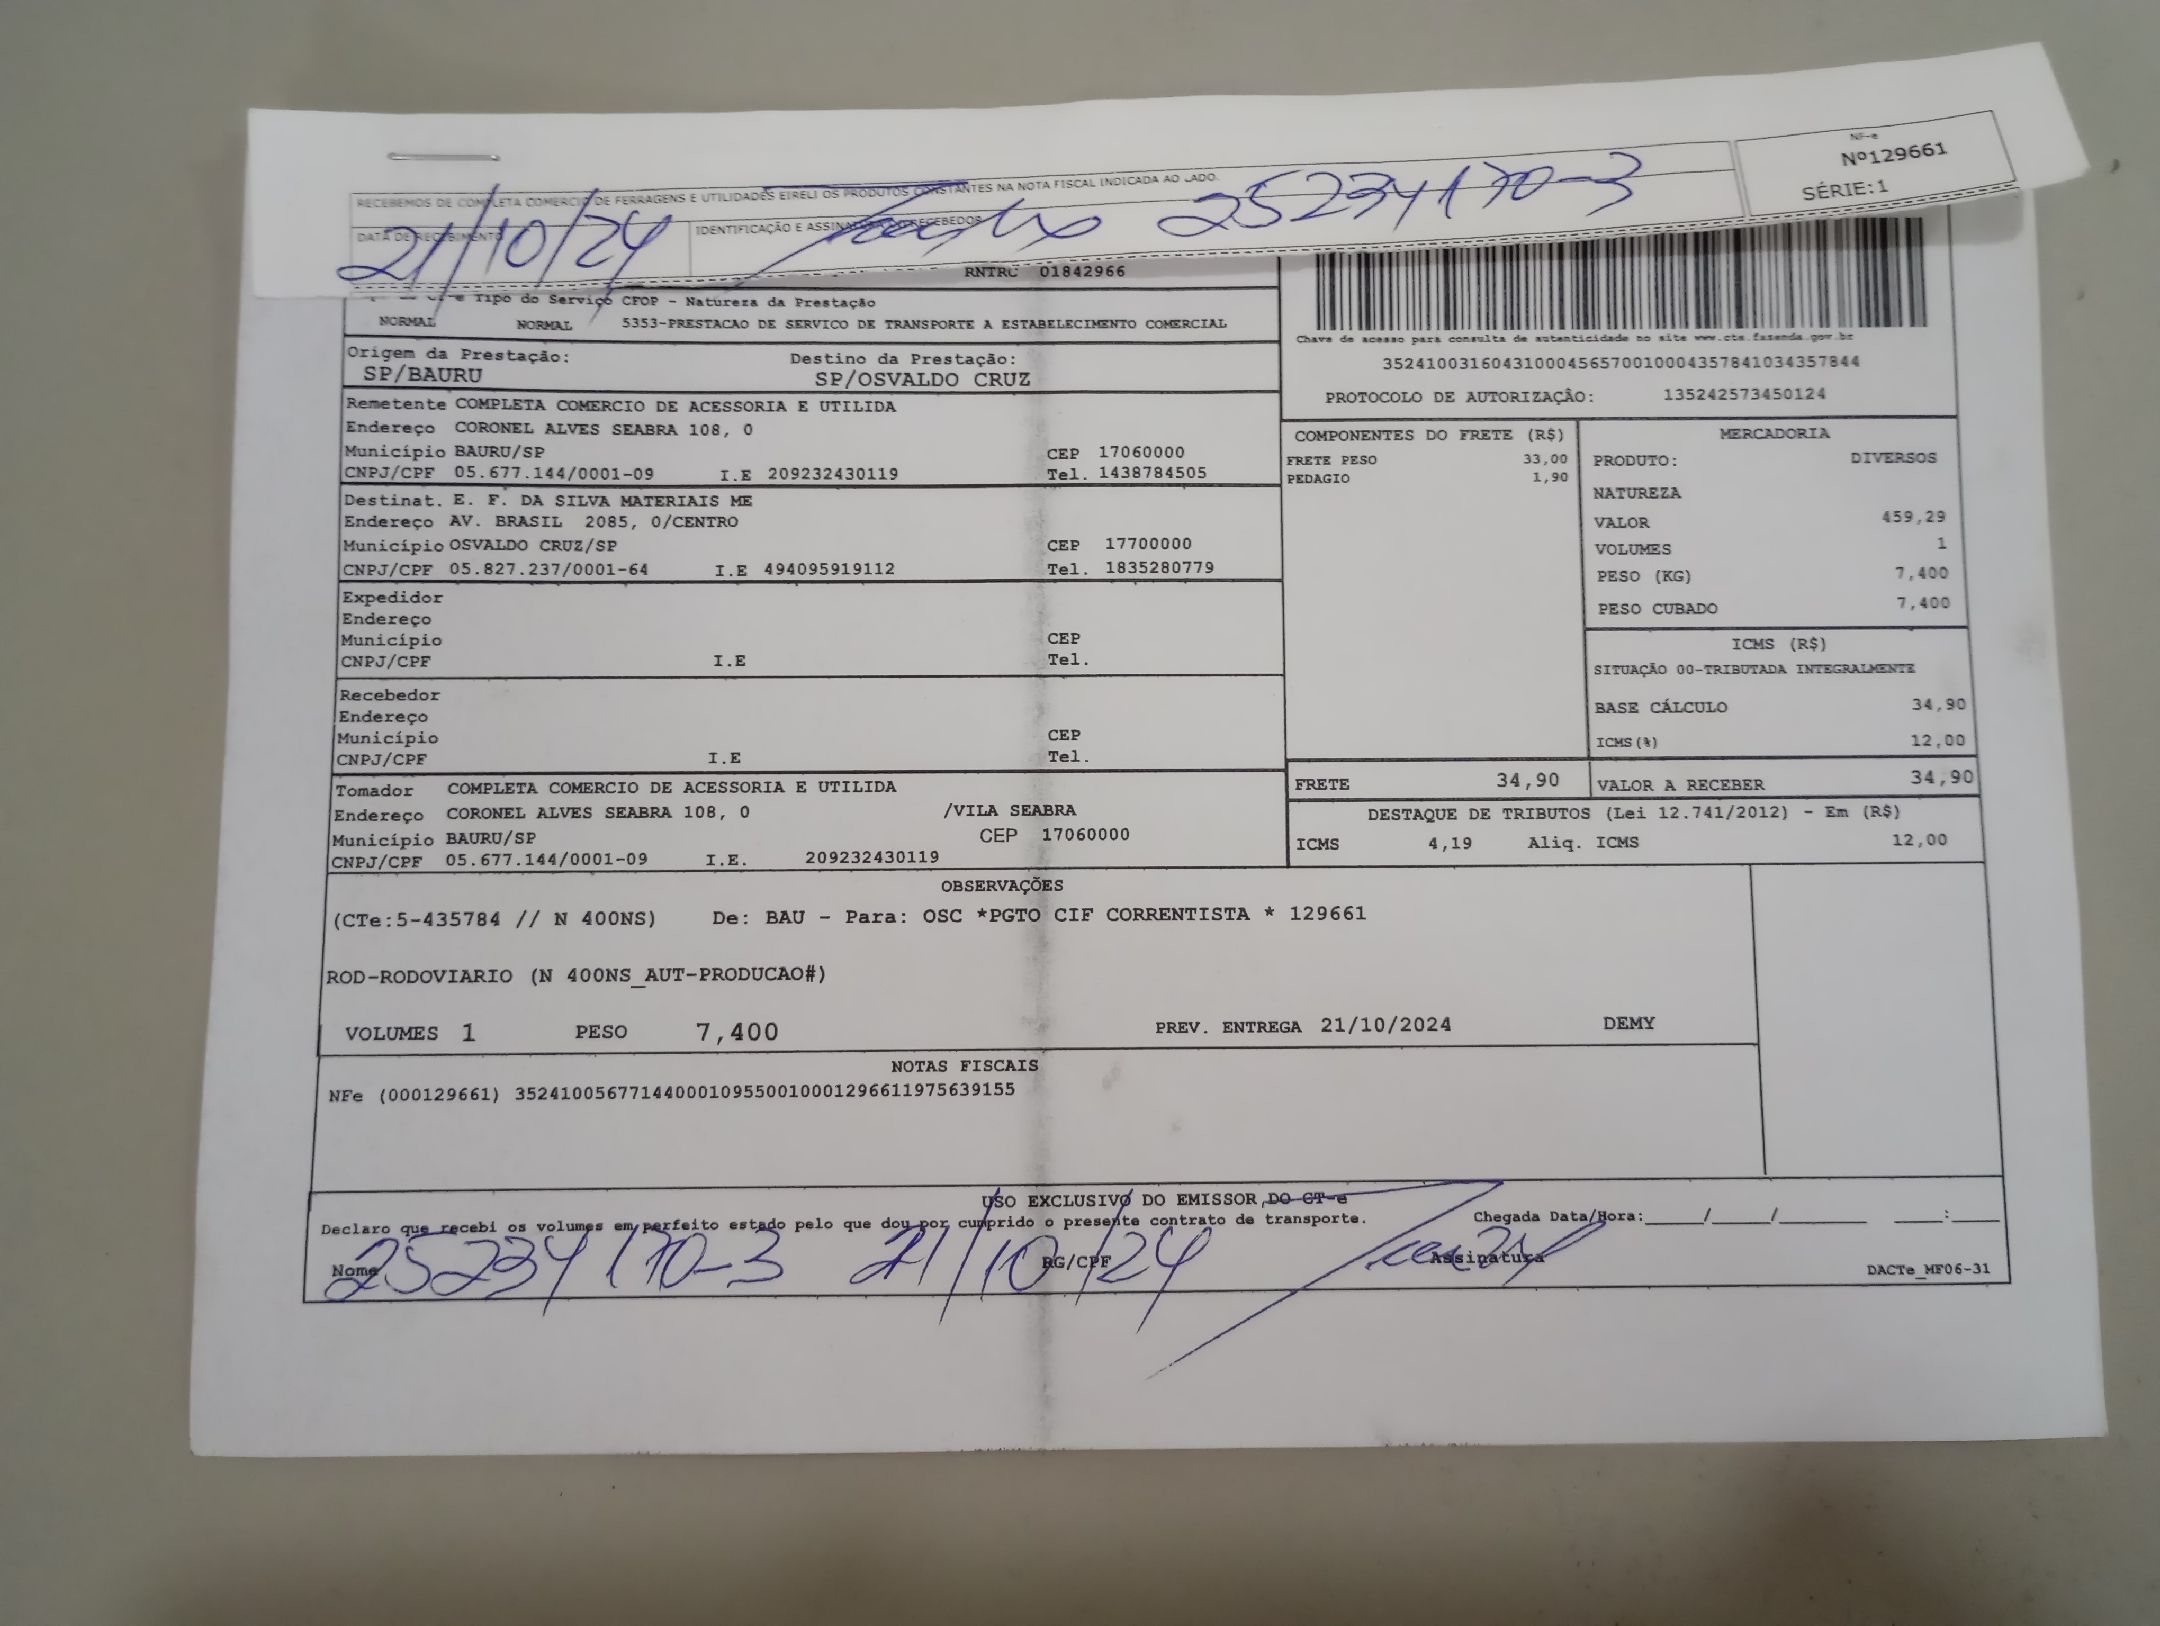 RECEBEMOS DE COMPLETA COMERCIO DE FERRAGENS E UTILIDADES EIRELI OS PRODUTOS CONSTANTES NA NOTA FISCAL INDICADA AO LADO.
NF-e
Nº129661
SÉRIE:1
DATA DE RECEBIMENTO
IDENTIFICAÇÃO E ASSINATURA DO RECEBEDOR
21/10/24
25234170-3
RNTRC 01842966
Tipo do Serviço CFOP - Natureza da Prestação
NORMAL NORMAL 5353-PRESTACAO DE SERVICO DE TRANSPORTE A ESTABELECIMENTO COMERCIAL
Chave de acesso para consulta de autenticidade no site www.cte.fazenda.gov.br
35241003160431000456570010004357841034357844
PROTOCOLO DE AUTORIZAÇÃO: 135242573450124
Origem da Prestação: Destino da Prestação:
SP/BAURU SP/OSVALDO CRUZ
Remetente COMPLETA COMERCIO DE ACESSORIA E UTILIDA
Endereço CORONEL ALVES SEABRA 108, 0
Município BAURU/SP CEP 17060000
CNPJ/CPF 05.677.144/0001-09 I.E 209232430119 Tel. 1438784505
Destinat. E. F. DA SILVA MATERIAIS ME
Endereço AV. BRASIL 2085, 0/CENTRO
Município OSVALDO CRUZ/SP CEP 17700000
CNPJ/CPF 05.827.237/0001-64 I.E 494095919112 Tel. 1835280779
Expedidor
Endereço
Município CEP
CNPJ/CPF I.E Tel.
Recebedor
Endereço
Município CEP
CNPJ/CPF I.E Tel.
Tomador COMPLETA COMERCIO DE ACESSORIA E UTILIDA
Endereço CORONEL ALVES SEABRA 108, 0 /VILA SEABRA
Município BAURU/SP CEP 17060000
CNPJ/CPF 05.677.144/0001-09 I.E. 209232430119
COMPONENTES DO FRETE (R$)
FRETE PESO 33,00
PEDAGIO 1,90
MERCADORIA
PRODUTO: DIVERSOS
NATUREZA
VALOR 459,29
VOLUMES 1
PESO (KG) 7,400
PESO CUBADO 7,400
ICMS (R$)
SITUAÇÃO 00-TRIBUTADA INTEGRALMENTE
BASE CÁLCULO 34,90
ICMS(%) 12,00
FRETE 34,90 VALOR A RECEBER 34,90
DESTAQUE DE TRIBUTOS (Lei 12.741/2012) - Em (R$)
ICMS 4,19 Aliq. ICMS 12,00
OBSERVAÇÕES
(CTe:5-435784 // N 400NS) De: BAU - Para: OSC *PGTO CIF CORRENTISTA * 129661
ROD-RODOVIARIO (N 400NS_AUT-PRODUCAO#)
VOLUMES 1 PESO 7,400 PREV. ENTREGA 21/10/2024 DEMY
NOTAS FISCAIS
NFe (000129661) 35241005677144000109550010001296611975639155
USO EXCLUSIVO DO EMISSOR DO CT-e
Declaro que recebi os volumes em perfeito estado pelo que dou por cumprido o presente contrato de transporte. Chegada Data/Hora:____/____/______ ___:___
25234170-3 21/10/24
Nome RG/CPF Assinatura DACTe_MF06-31